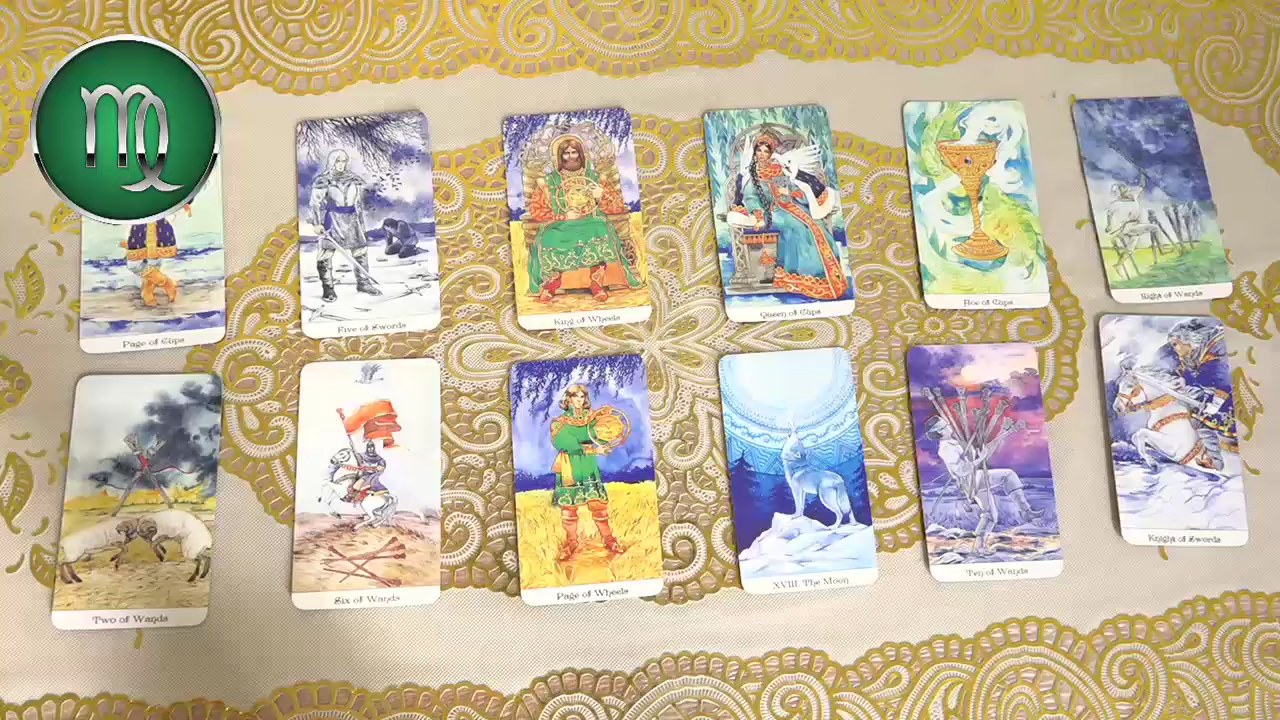 Page of Cups
Five of Swords
King of Wheels
Queen of Cups
Ace of Cups
Eight of Wands
Two of Wands
Six of Wands
Page of Wheels
XVIII. The Moon
Ten of Wands
Knight of Swords